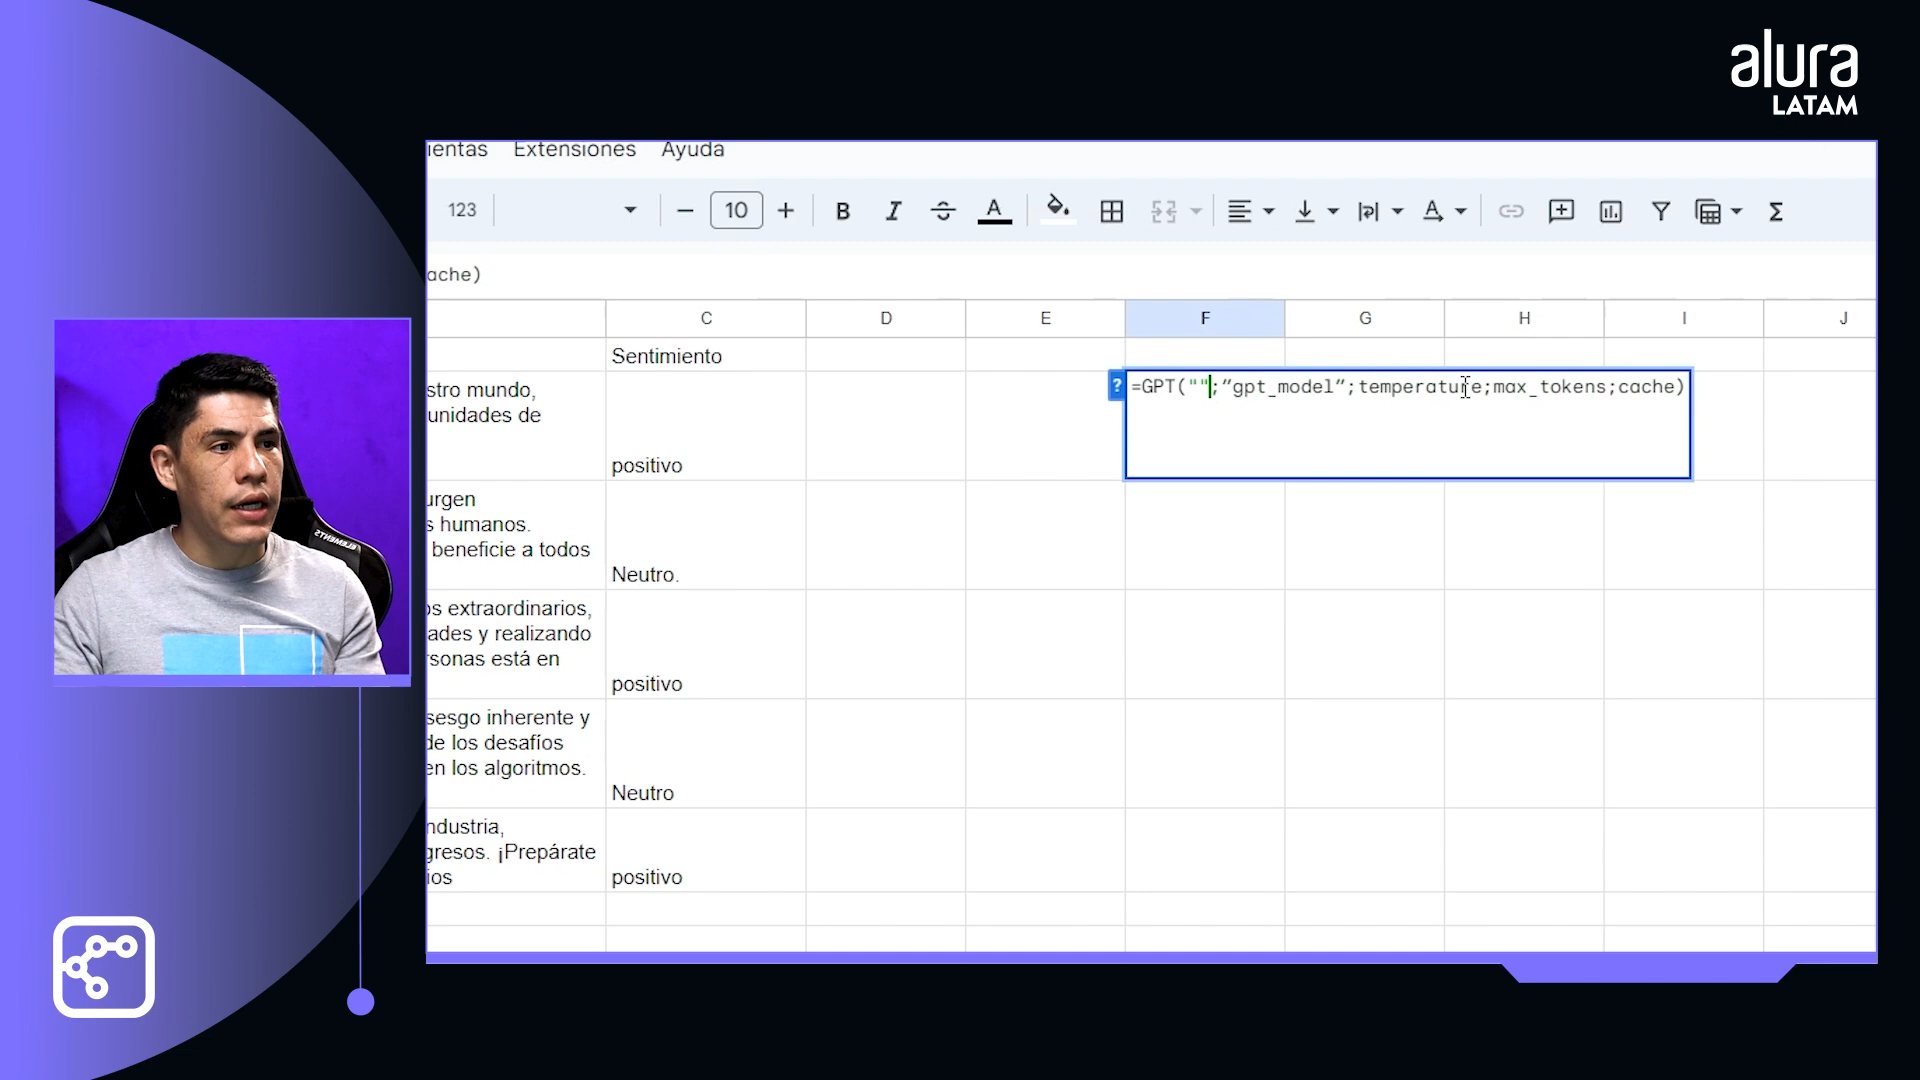 alura
LATAM
ientas Extensiones Ayuda
123 10 B I A A Σ
ache)
C D E F G H I J
Sentimiento
? =GPT("";”gpt_model”;temperature;max_tokens;cache)
stro mundo,
unidades de
positivo
urgen
s humanos.
beneficie a todos
Neutro.
os extraordinarios,
ades y realizando
rsonas está en
positivo
sesgo inherente y
de los desafíos
en los algoritmos.
Neutro
ndustria,
gresos. ¡Prepárate
ios
positivo
ELEMENTS